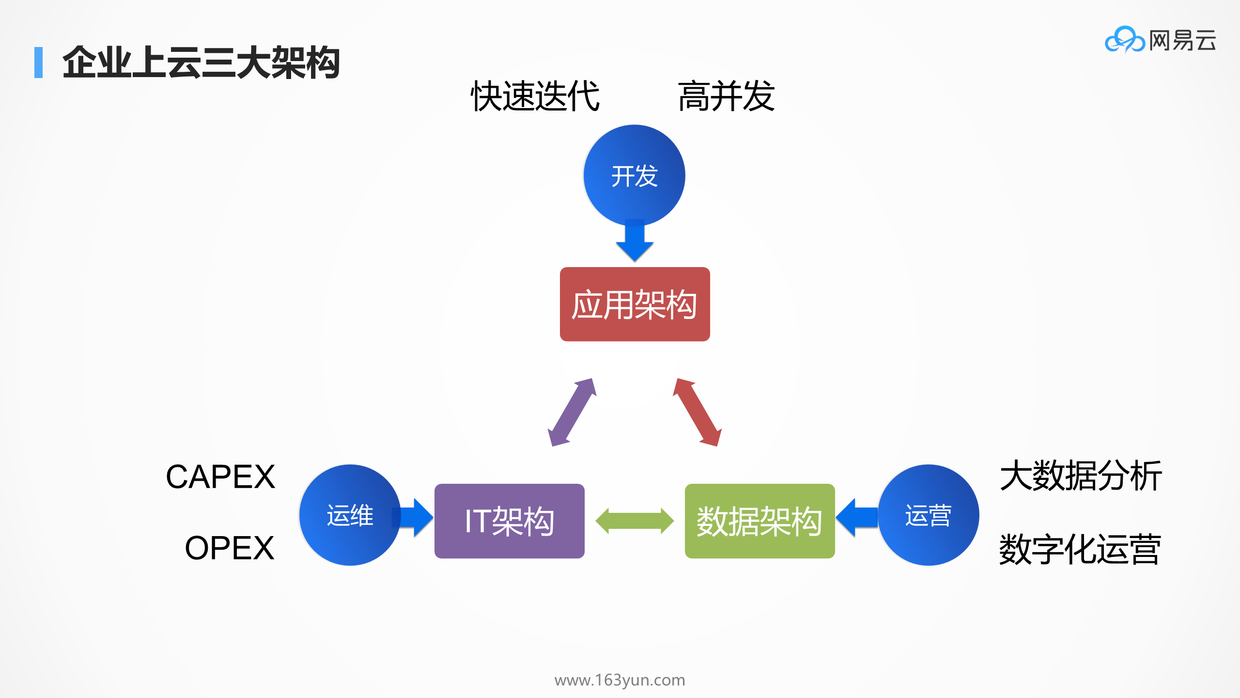 企业上云三大架构
网易云
快速迭代
高并发
开发
应用架构
CAPEX
OPEX
运维
IT架构
数据架构
运营
大数据分析
数字化运营
www.163yun.com